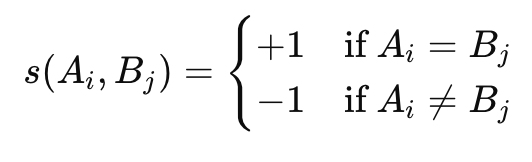 s(A_i, B_j) = { +1 if A_i = B_j
−1 if A_i ≠ B_j